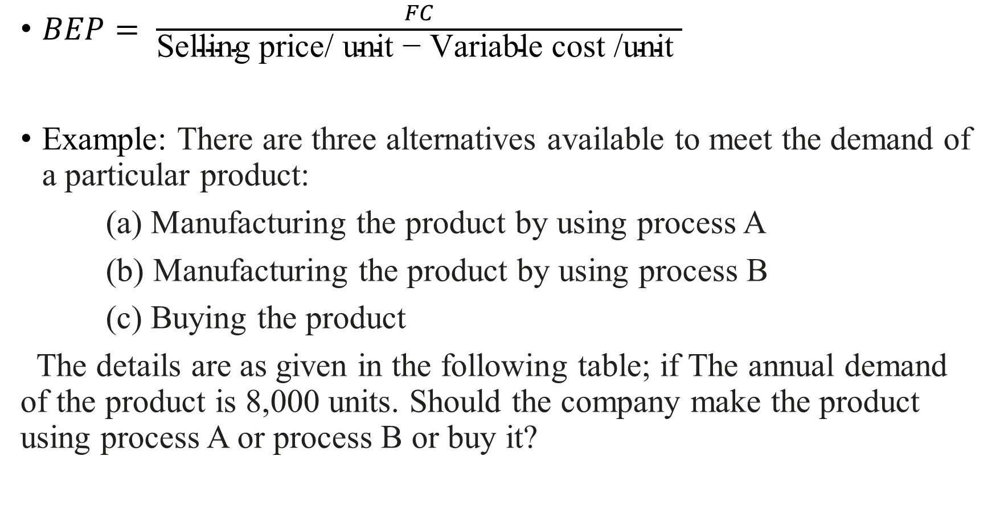 FC
• BEP =
Selling price/ unit − Variable cost /unit
• Example: There are three alternatives available to meet the demand of
a particular product:
(a) Manufacturing the product by using process A
(b) Manufacturing the product by using process B
(c) Buying the product
The details are as given in the following table; if The annual demand
of the product is 8,000 units. Should the company make the product
using process A or process B or buy it?